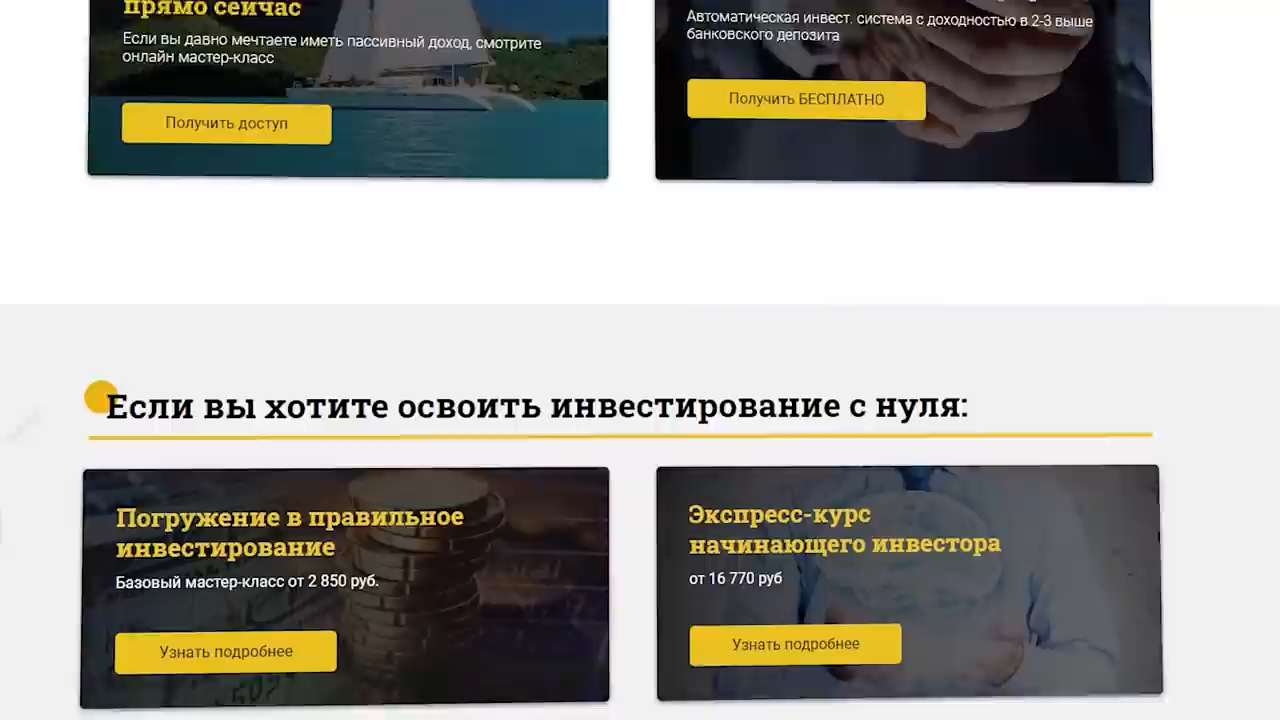 прямо сейчас
Если вы давно мечтаете иметь пассивный доход, смотрите
онлайн мастер-класс
Получить доступ
Автоматическая инвест. система с доходностью в 2-3 выше
банковского депозита
Получить БЕСПЛАТНО
Если вы хотите освоить инвестирование с нуля:
Погружение в правильное
инвестирование
Базовый мастер-класс от 2 850 руб.
Узнать подробнее
Экспресс-курс
начинающего инвестора
от 16 770 руб
Узнать подробнее